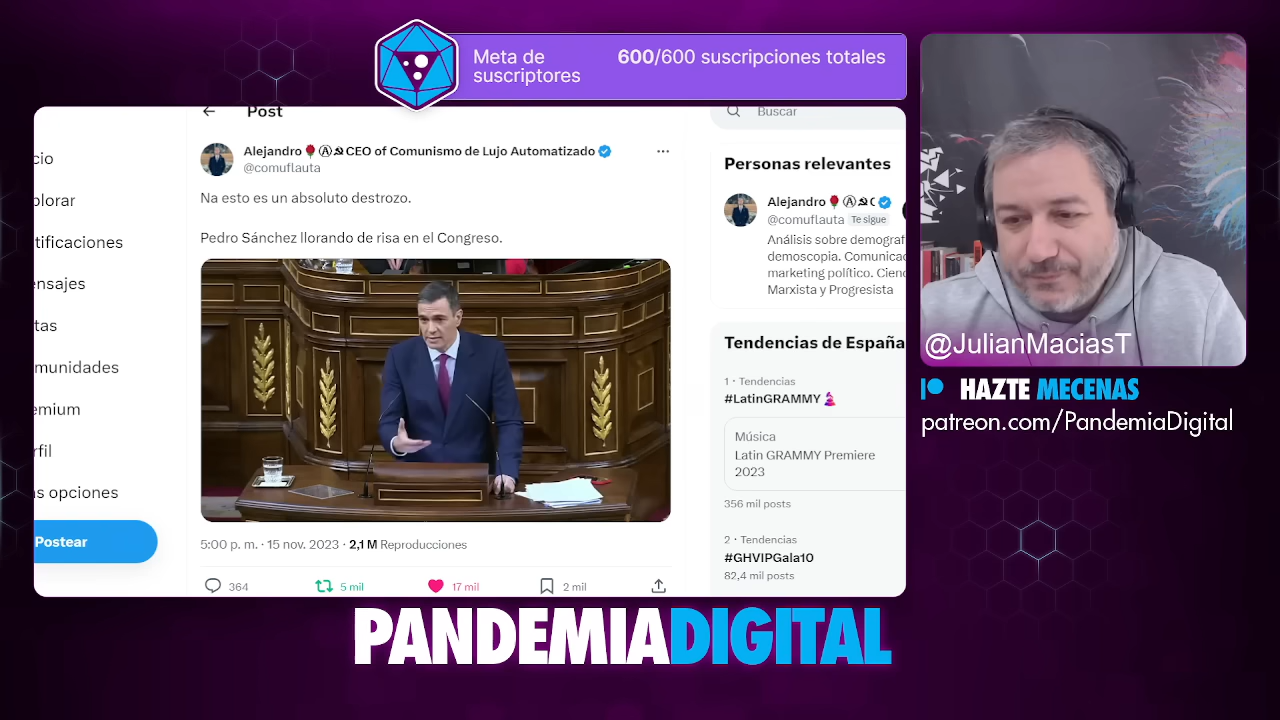 Meta de
suscriptores
600/600 suscripciones totales
Post
Buscar
cio
plorar
tificaciones
ensajes
tas
munidades
emium
rfil
s opciones
Postear
Alejandro🌹Ⓐ☭CEO of Comunismo de Lujo Automatizado
@comuflauta
Na esto es un absoluto destrozo.
Pedro Sánchez llorando de risa en el Congreso.
5:00 p. m. · 15 nov. 2023 · 2,1 M Reproducciones
364
5 mil
17 mil
2 mil
Personas relevantes
Alejandro🌹Ⓐ☭
@comuflauta Te sigue
Análisis sobre demograf
demoscopia. Comunicac
marketing político. Cienc
Marxista y Progresista
Tendencias de España
1 · Tendencias
#LatinGRAMMY
Música
Latin GRAMMY Premiere
2023
356 mil posts
2 · Tendencias
#GHVIPGala10
82,4 mil posts
@JulianMaciasT
HAZTE MECENAS
patreon.com/PandemiaDigital
PANDEMIADIGITAL